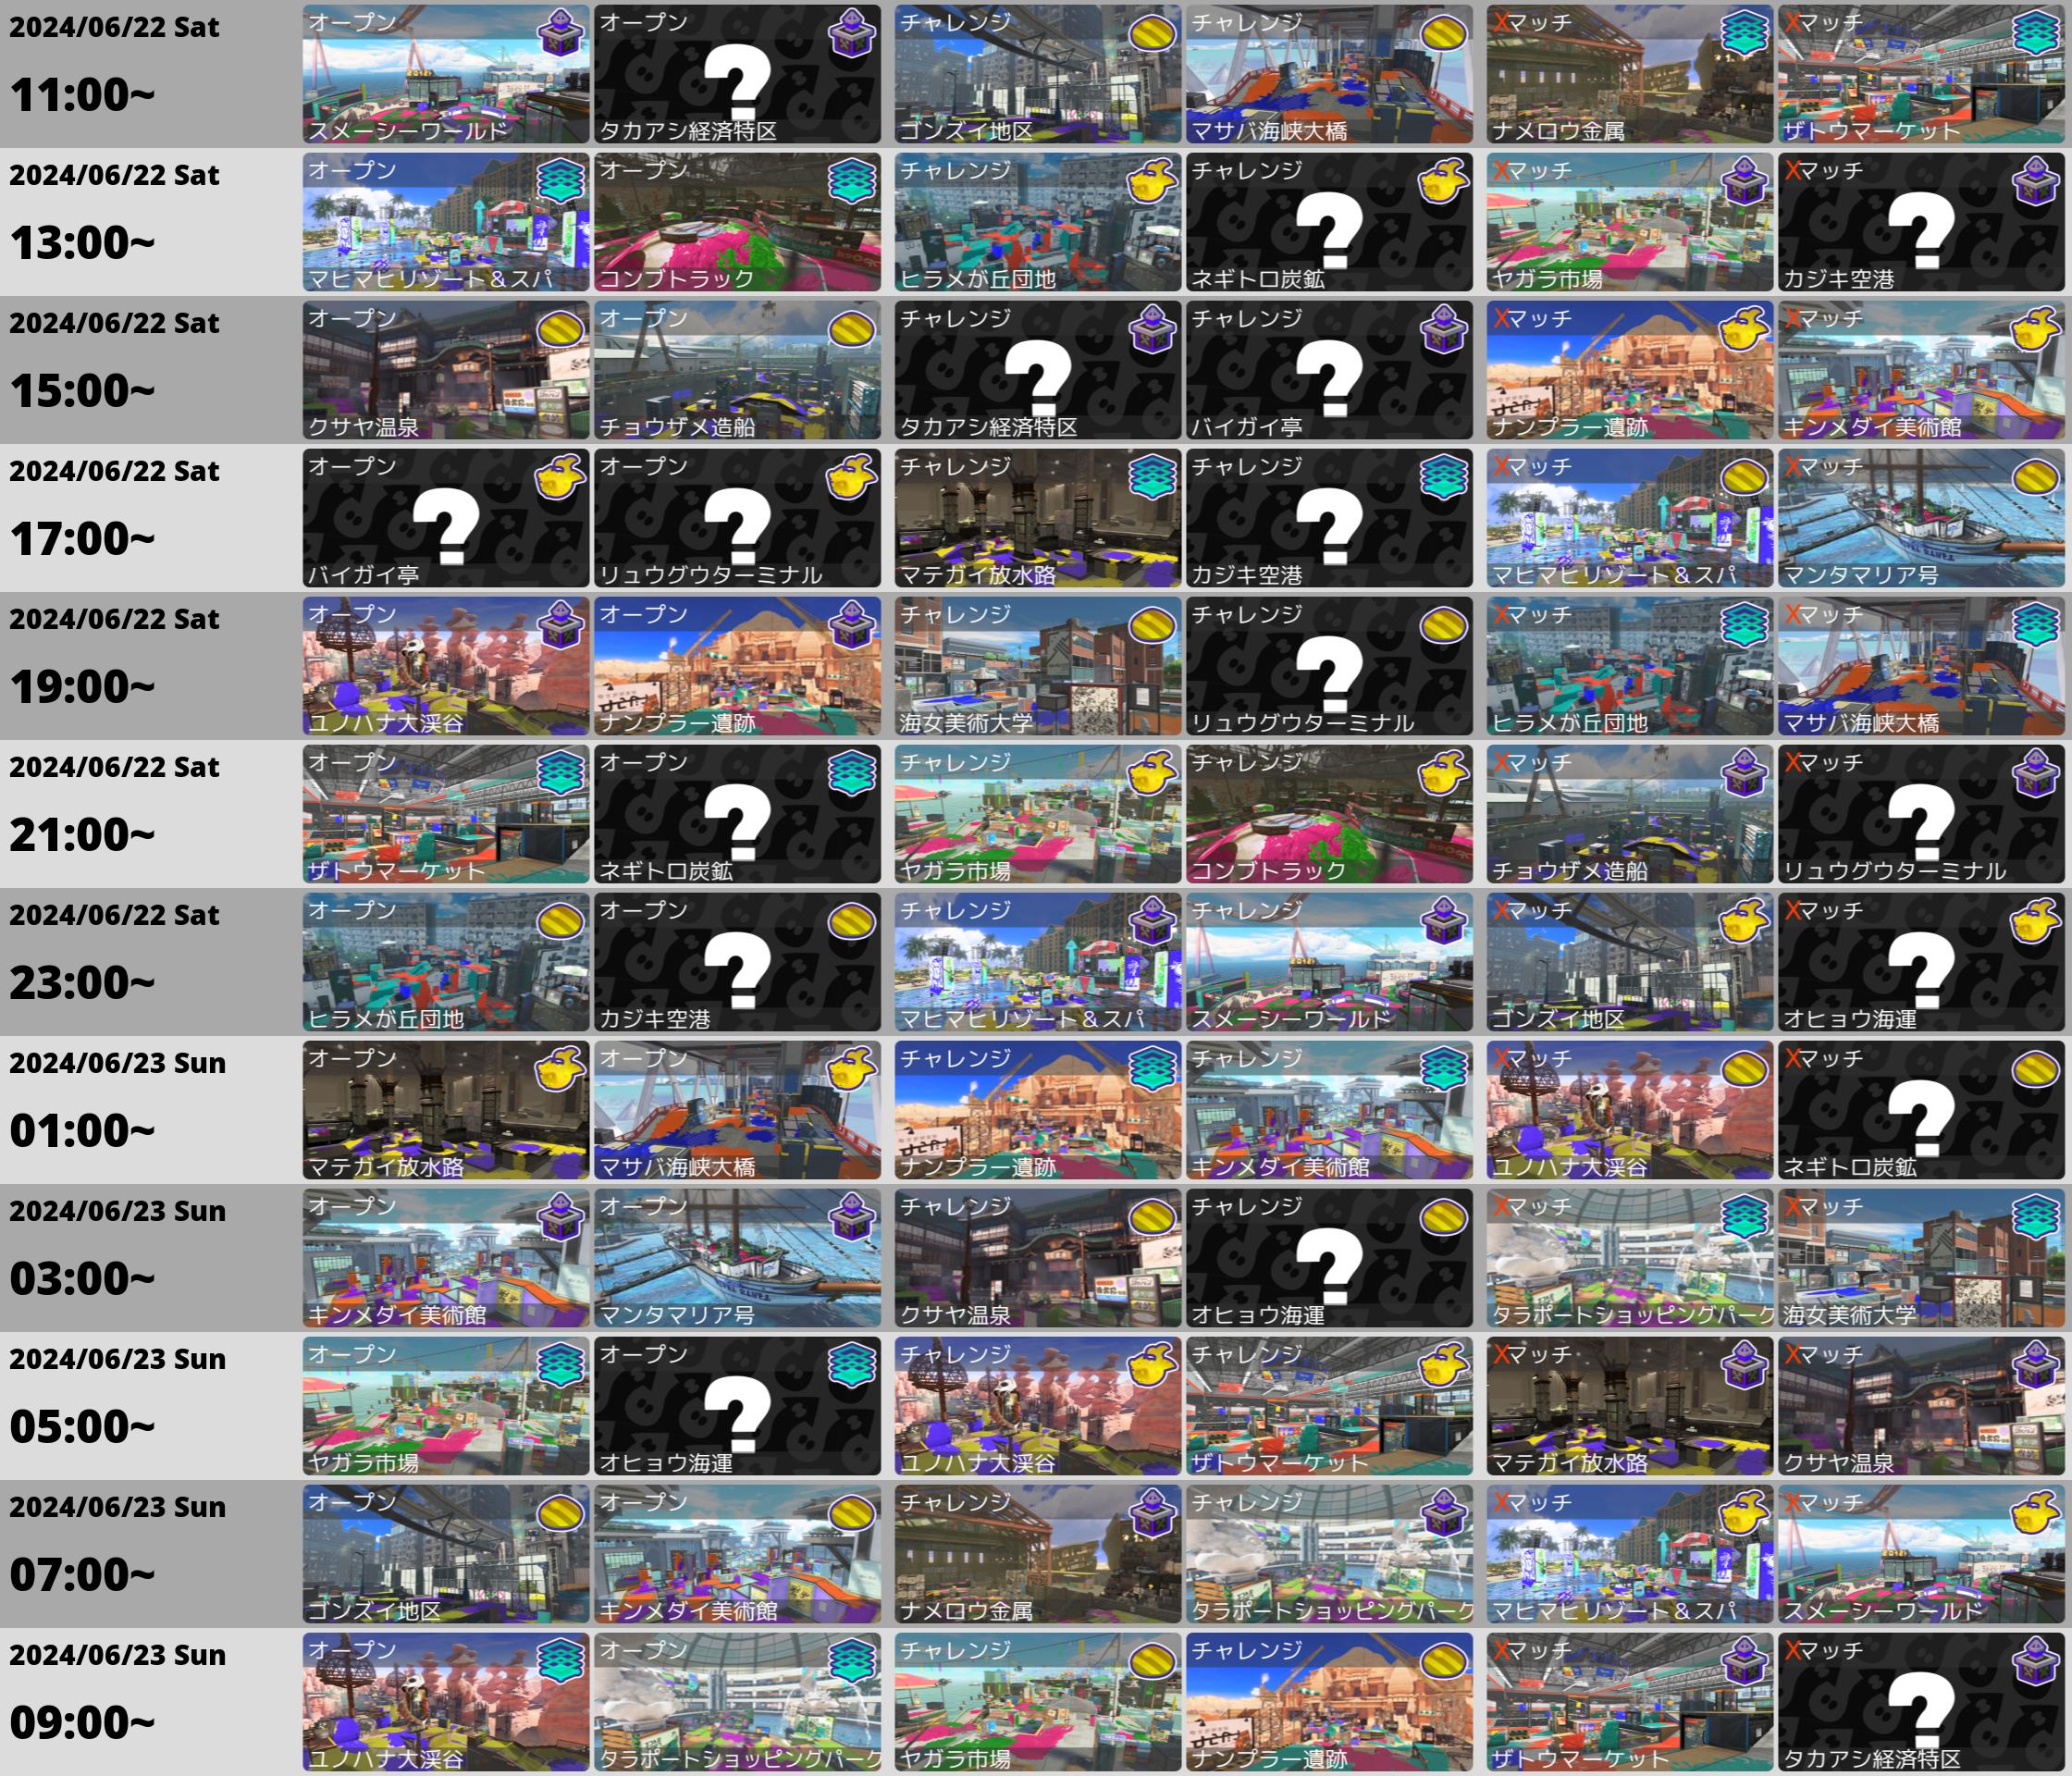 2024/06/22 Sat
11:00~
オープン
スメーシーワールド
オープン
タカアシ経済特区
チャレンジ
ゴンズイ地区
チャレンジ
マサバ海峡大橋
Xマッチ
ナメロウ金属
Xマッチ
ザトウマーケット
2024/06/22 Sat
13:00~
オープン
マヒマヒリゾート&スパ
オープン
コンブトラック
チャレンジ
ヒラメが丘団地
チャレンジ
ネギトロ炭鉱
Xマッチ
ヤガラ市場
Xマッチ
カジキ空港
2024/06/22 Sat
15:00~
オープン
クサヤ温泉
オープン
チョウザメ造船
チャレンジ
タカアシ経済特区
チャレンジ
バイガイ亭
Xマッチ
ナンプラー遺跡
Xマッチ
キンメダイ美術館
2024/06/22 Sat
17:00~
オープン
バイガイ亭
オープン
リュウグウターミナル
チャレンジ
マテガイ放水路
チャレンジ
カジキ空港
Xマッチ
マヒマヒリゾート&スパ
Xマッチ
マンタマリア号
2024/06/22 Sat
19:00~
オープン
ユノハナ大渓谷
オープン
ナンプラー遺跡
チャレンジ
海女美術大学
チャレンジ
リュウグウターミナル
Xマッチ
ヒラメが丘団地
Xマッチ
マサバ海峡大橋
2024/06/22 Sat
21:00~
オープン
ザトウマーケット
オープン
ネギトロ炭鉱
チャレンジ
ヤガラ市場
チャレンジ
コンブトラック
Xマッチ
チョウザメ造船
Xマッチ
リュウグウターミナル
2024/06/22 Sat
23:00~
オープン
ヒラメが丘団地
オープン
カジキ空港
チャレンジ
マヒマヒリゾート&スパ
チャレンジ
スメーシーワールド
Xマッチ
ゴンズイ地区
Xマッチ
オヒョウ海運
2024/06/23 Sun
01:00~
オープン
マテガイ放水路
オープン
マサバ海峡大橋
チャレンジ
ナンプラー遺跡
チャレンジ
キンメダイ美術館
Xマッチ
ユノハナ大渓谷
Xマッチ
ネギトロ炭鉱
2024/06/23 Sun
03:00~
オープン
キンメダイ美術館
オープン
マンタマリア号
チャレンジ
クサヤ温泉
チャレンジ
オヒョウ海運
Xマッチ
タラポートショッピングパーク
Xマッチ
海女美術大学
2024/06/23 Sun
05:00~
オープン
ヤガラ市場
オープン
オヒョウ海運
チャレンジ
ユノハナ大渓谷
チャレンジ
ザトウマーケット
Xマッチ
マテガイ放水路
Xマッチ
クサヤ温泉
2024/06/23 Sun
07:00~
オープン
ゴンズイ地区
オープン
キンメダイ美術館
チャレンジ
ナメロウ金属
チャレンジ
タラポートショッピングパーク
Xマッチ
マヒマヒリゾート&スパ
Xマッチ
スメーシーワールド
2024/06/23 Sun
09:00~
オープン
ユノハナ大渓谷
オープン
タラポートショッピングパーク
チャレンジ
ヤガラ市場
チャレンジ
ナンプラー遺跡
Xマッチ
ザトウマーケット
Xマッチ
タカアシ経済特区